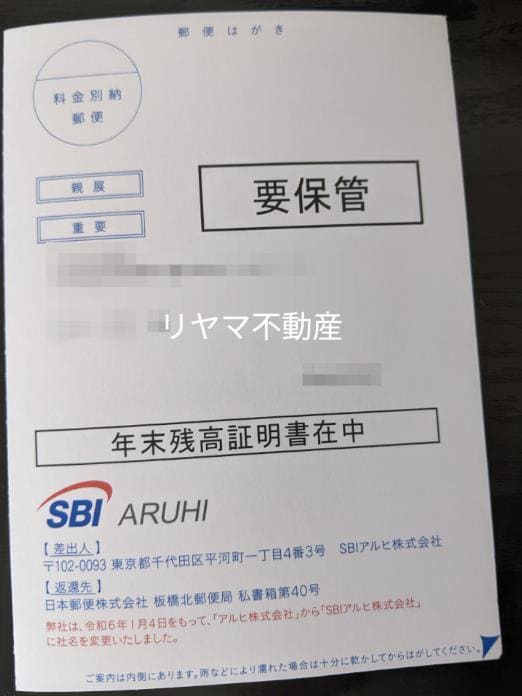 郵便はがき
料金別納
郵便
親展
重要
要保管
リヤマ不動産
年末残高証明書在中
SBI ARUHI
【差出人】
〒102-0093 東京都千代田区平河町一丁目4番3号 SBIアルヒ株式会社
【返還先】
日本郵便株式会社 板橋北郵便局 私書箱第40号
弊社は、令和6年1月4日をもって、「アルヒ株式会社」から「SBIアルヒ株式会社」
に社名を変更いたしました。
ご案内は内側にあります。雨などにより濡れた場合は十分に乾かしてからはがしてください。